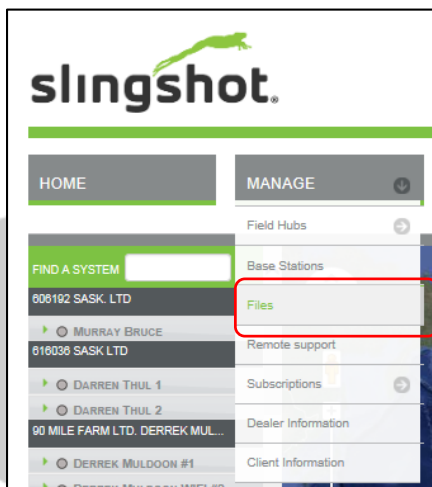 slingshot.
HOME
MANAGE
Field Hubs
Base Stations
Files
Remote support
Subscriptions
Dealer Information
Client Information
FIND A SYSTEM
606192 SASK. LTD
MURRAY BRUCE
616036 SASK LTD
DARREN THUL 1
DARREN THUL 2
90 MILE FARM LTD. DERREK MUL...
DERREK MULDOON #1